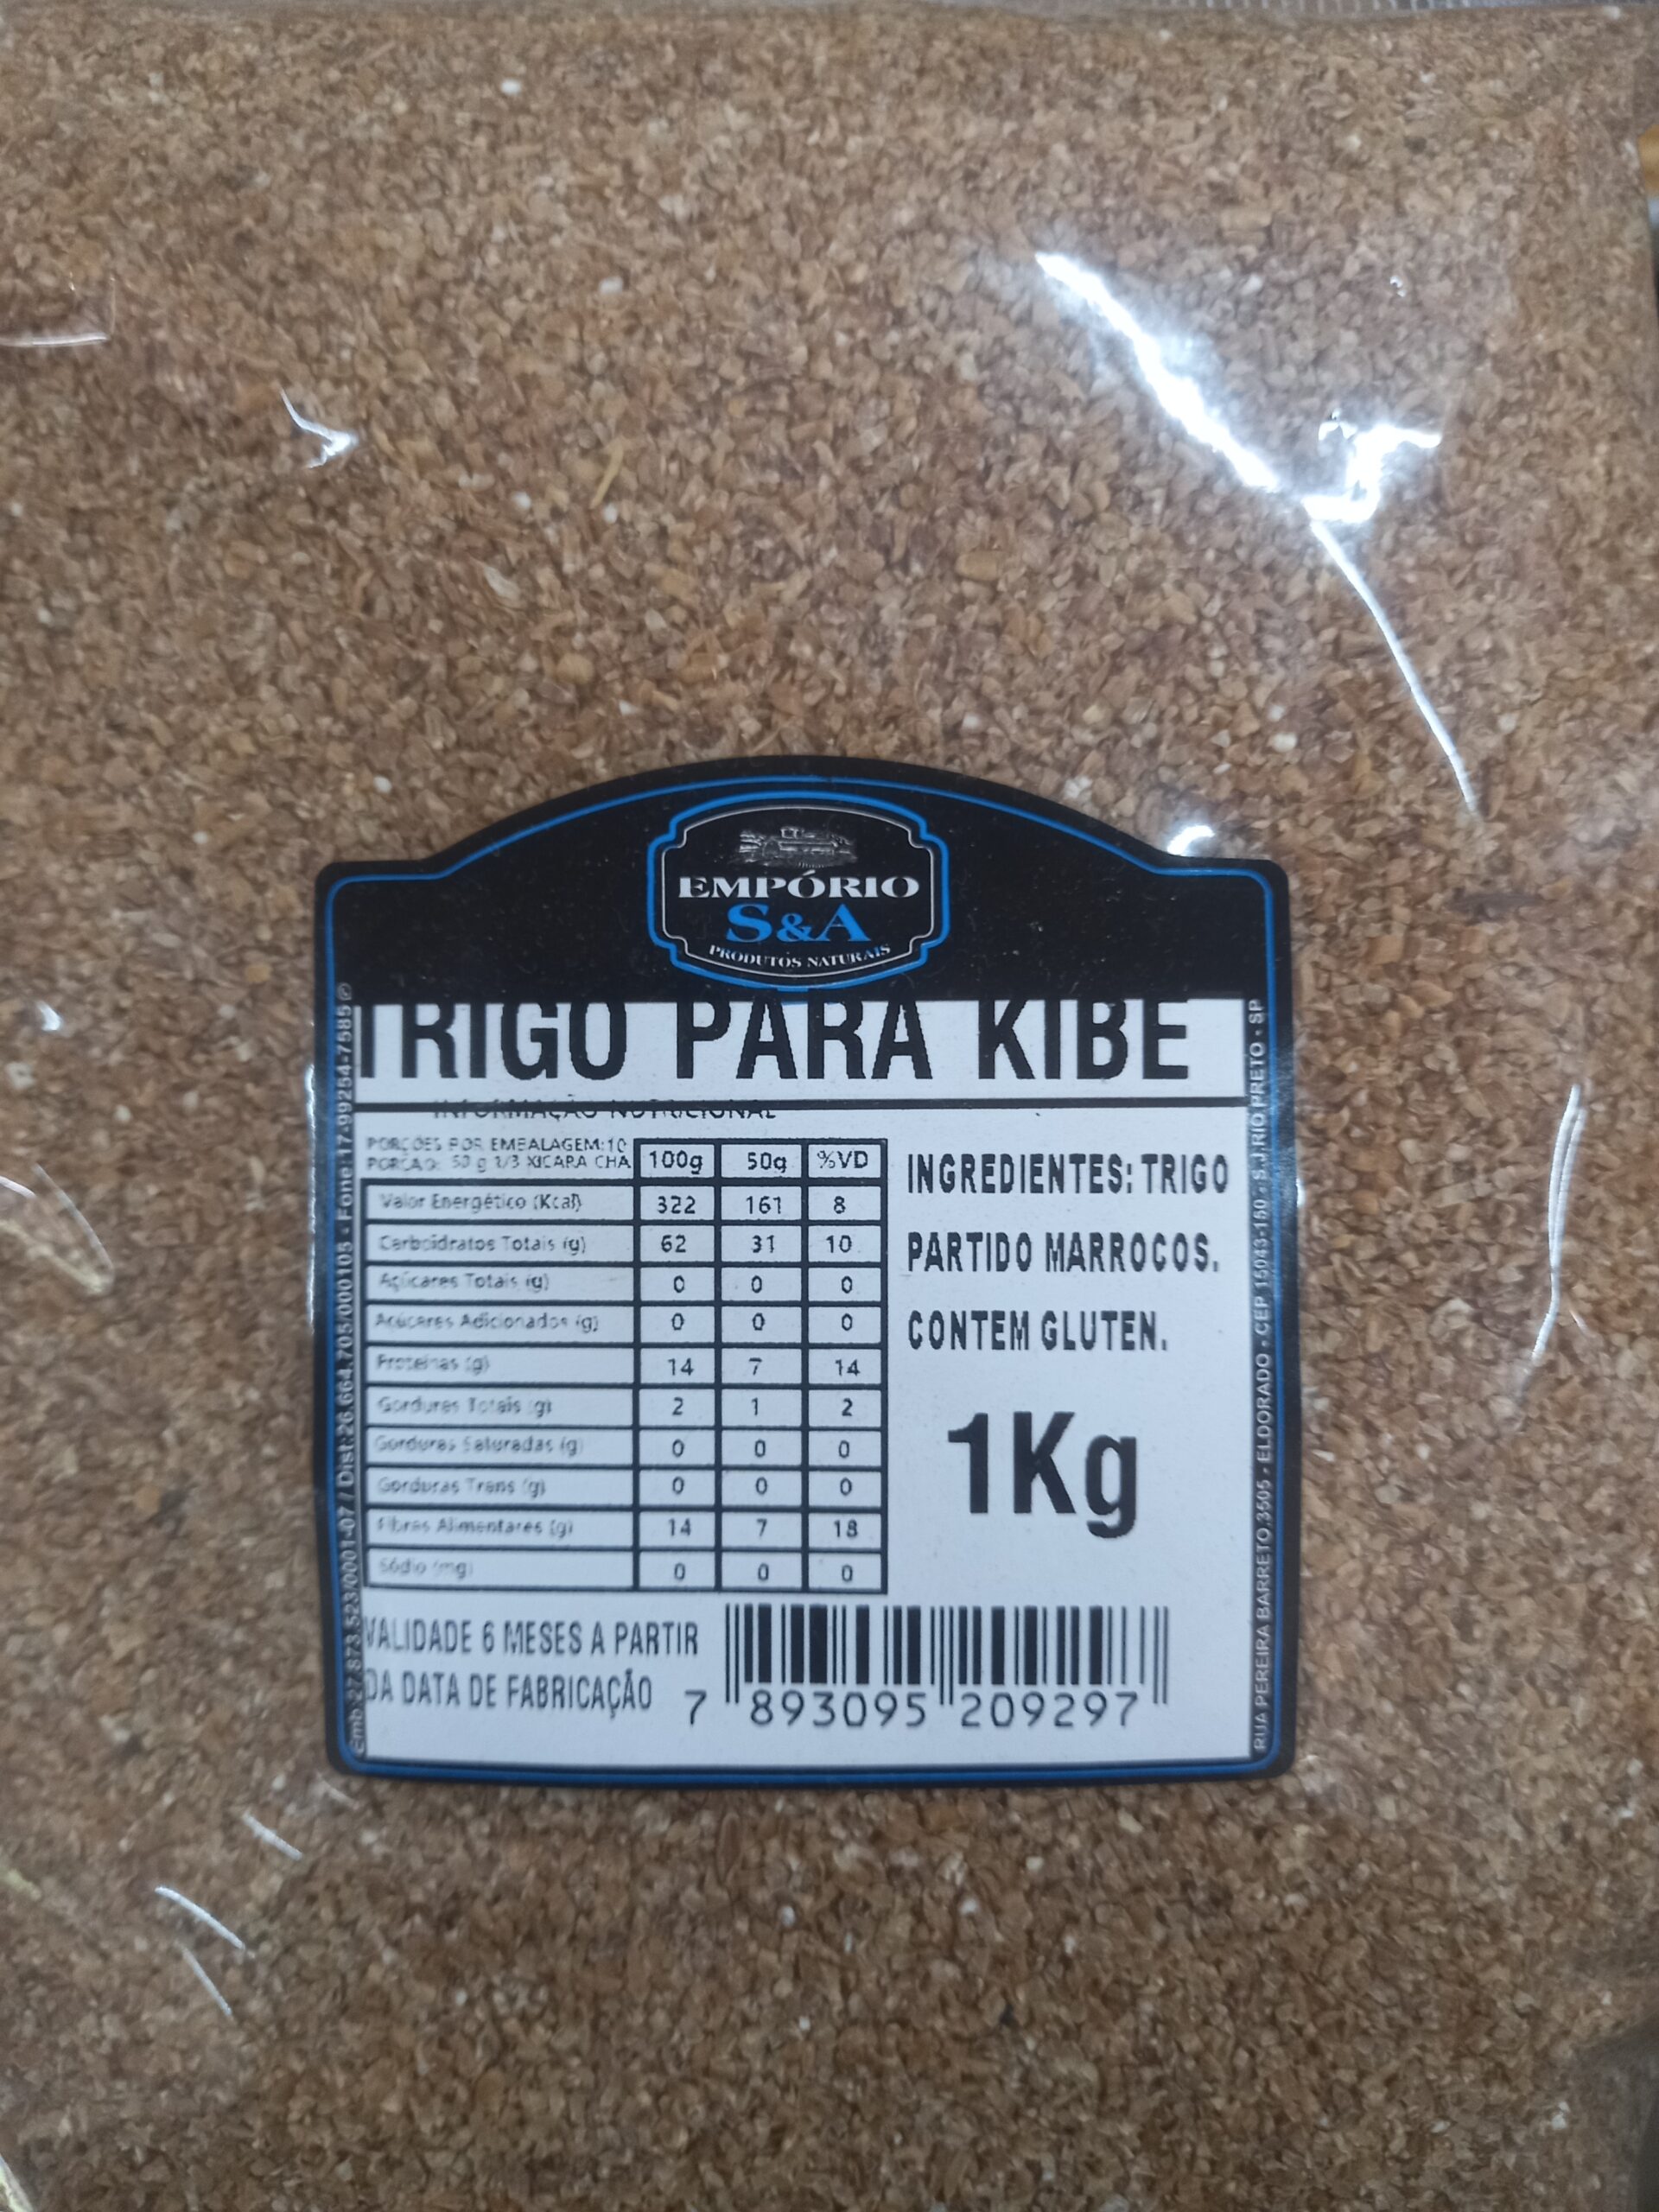 EMPÓRIO
S&A
PRODUTOS NATURAIS
TRIGO PARA KIBE
INFORMAÇÃO NUTRICIONAL
PORÇOES POR EMBALAGEM:10
PORÇAO: 50 g 1/3 XICARA CHA
100g 50g %VD
Valor Energético (Kcal) 322 161 8
Carboidratos Totais (g) 62 31 10
Açúcares Totais (g) 0 0 0
Açúcares Adicionados (g) 0 0 0
Proteínas (g) 14 7 14
Gorduras Totais (g) 2 1 2
Gorduras Saturadas (g) 0 0 0
Gorduras Trans (g) 0 0 0
Fibras Alimentares (g) 14 7 18
Sódio (mg) 0 0 0
INGREDIENTES: TRIGO
PARTIDO MARROCOS.
CONTEM GLUTEN.
1Kg
VALIDADE 6 MESES A PARTIR
DA DATA DE FABRICAÇÃO
7 893095 209297
Emb:27.873.523/0001-07 / Dist:26.664.705/000105 - Fone: 17-99254-7585
RUA PEREIRA BARRETO,3505 - ELDORADO - CEP 15043-150 - S.J.RIO PRETO - SP